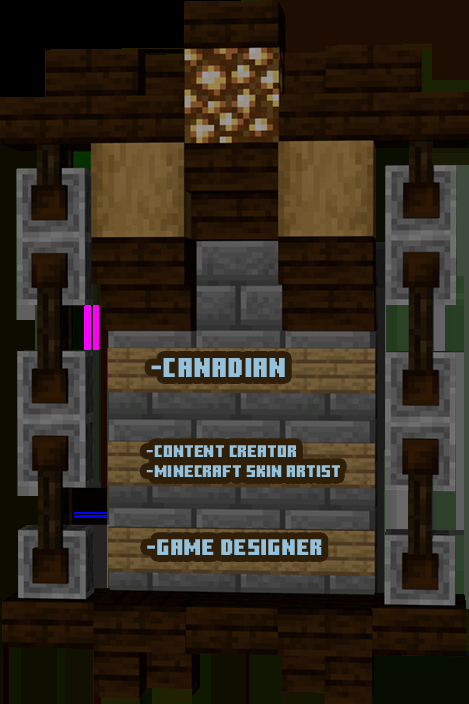 -CANADIAN
-CONTENT CREATOR
-MINECRAFT SKIN ARTIST
-GAME DESIGNER